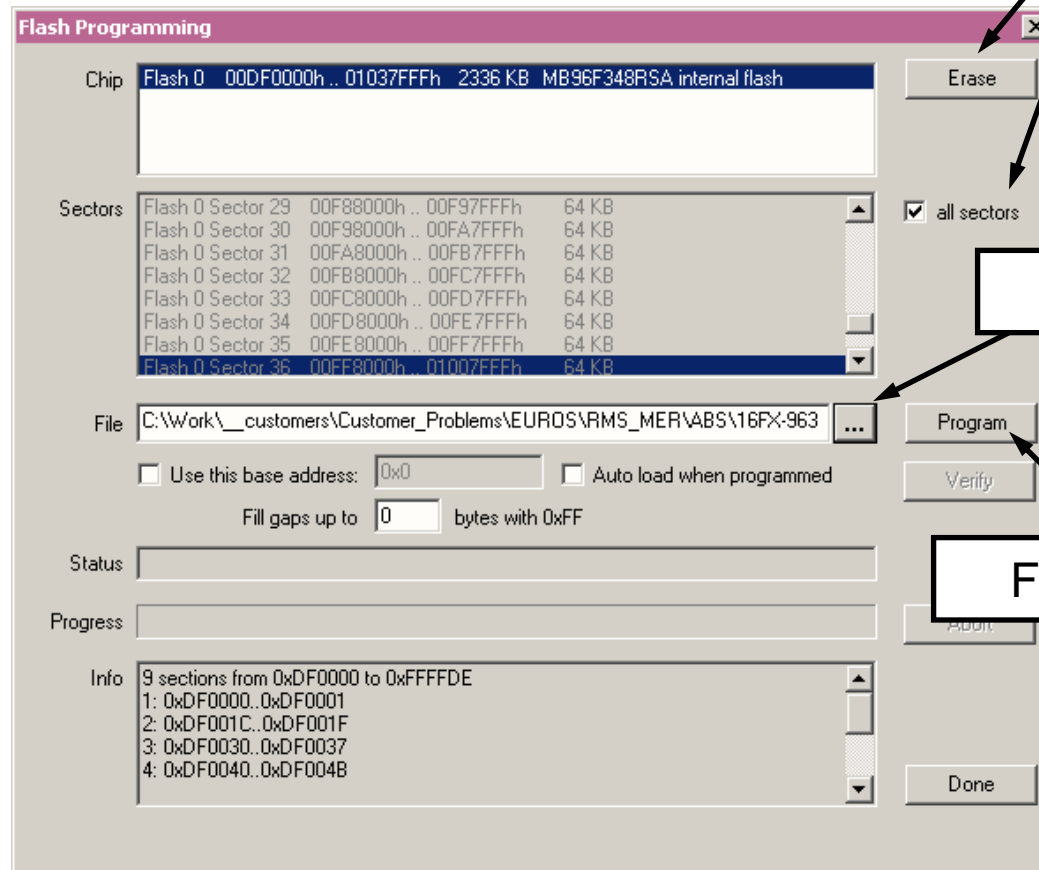 Flash Programming
Chip
Flash 0 00DF0000h .. 01037FFFh 2336 KB MB96F348RSA internal flash
Erase
Sectors
Flash 0 Sector 29 00F88000h .. 00F97FFFh 64 KB
Flash 0 Sector 30 00F98000h .. 00FA7FFFh 64 KB
Flash 0 Sector 31 00FA8000h .. 00FB7FFFh 64 KB
Flash 0 Sector 32 00FB8000h .. 00FC7FFFh 64 KB
Flash 0 Sector 33 00FC8000h .. 00FD7FFFh 64 KB
Flash 0 Sector 34 00FD8000h .. 00FE7FFFh 64 KB
Flash 0 Sector 35 00FE8000h .. 00FF7FFFh 64 KB
Flash 0 Sector 36 00FF8000h .. 01007FFFh 64 KB
all sectors
File
C:\Work\__customers\Customer_Problems\EUROS\RMS_MER\ABS\16FX-963
...
Program
Use this base address: 0x0
Auto load when programmed
Verify
Fill gaps up to 0 bytes with 0xFF
Status
F
Progress
Abort
Info
9 sections from 0xDF0000 to 0xFFFFDE
1: 0xDF0000..0xDF0001
2: 0xDF001C..0xDF001F
3: 0xDF0030..0xDF0037
4: 0xDF0040..0xDF004B
Done